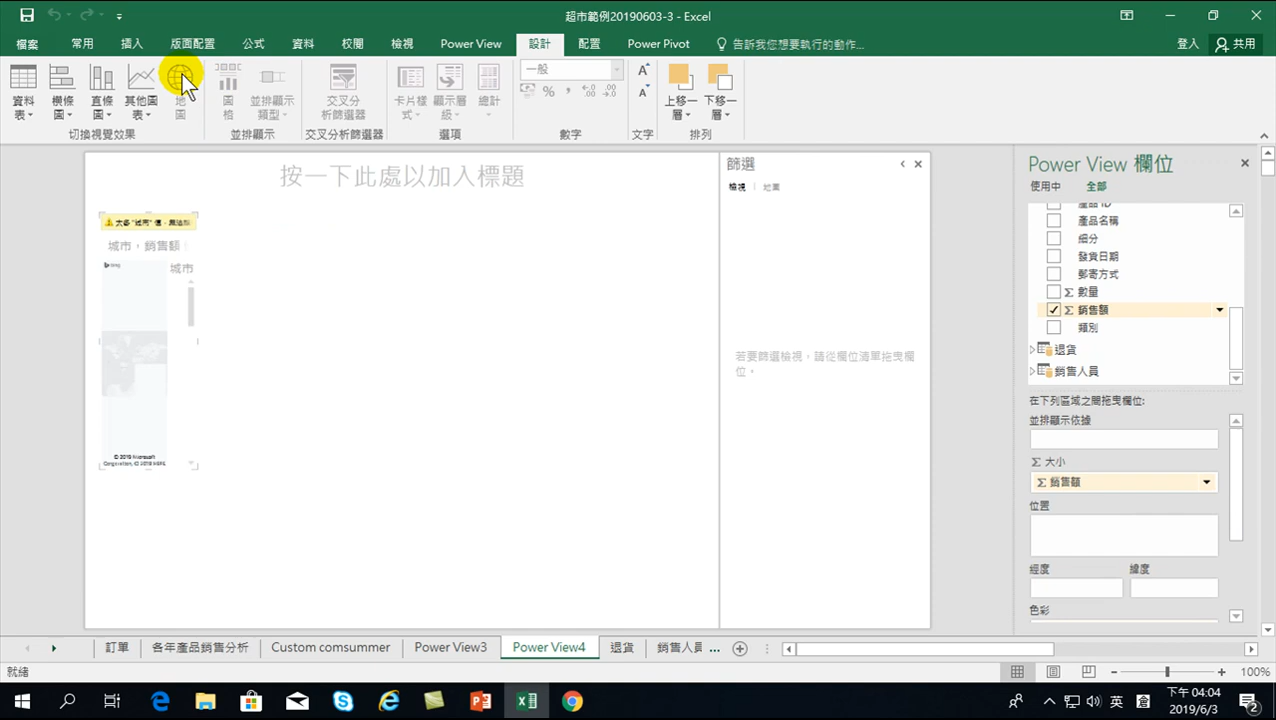 超市範例20190603-3 - Excel
檔案 常用 插入 版面配置 公式 資料 校閱 檢視 Power View 設計 配置 Power Pivot 告訴我您想要執行的動作... 登入 共用
資料表 橫條圖 直條圖 其他圖表 地圖 圖格 並排顯示類型 交叉分析篩選器 卡片樣式 顯示層級 總計 一般 % , 上移一層 下移一層
切換視覺效果 並排顯示 交叉分析篩選器 選項 數字 文字 排列
按一下此處以加入標題
城市，銷售額
bing 城市
© 2019 Microsoft
篩選
檢視 | 地圖
若要篩選檢視，請從欄位清單拖曳欄
位。
Power View 欄位
使用中 全部
產品 ID
產品名稱
細分
發貨日期
郵寄方式
Σ 數量
Σ 銷售額
類別
退貨
銷售人員
在下列區域之間拖曳欄位:
並排顯示依據
Σ 大小
Σ 銷售額
位置
經度 緯度
色彩
訂單 各年產品銷售分析 Custom comsummer Power View3 Power View4 退貨 銷售人員 ...
就緒 100%
英 下午 04:04
2019/6/3 2